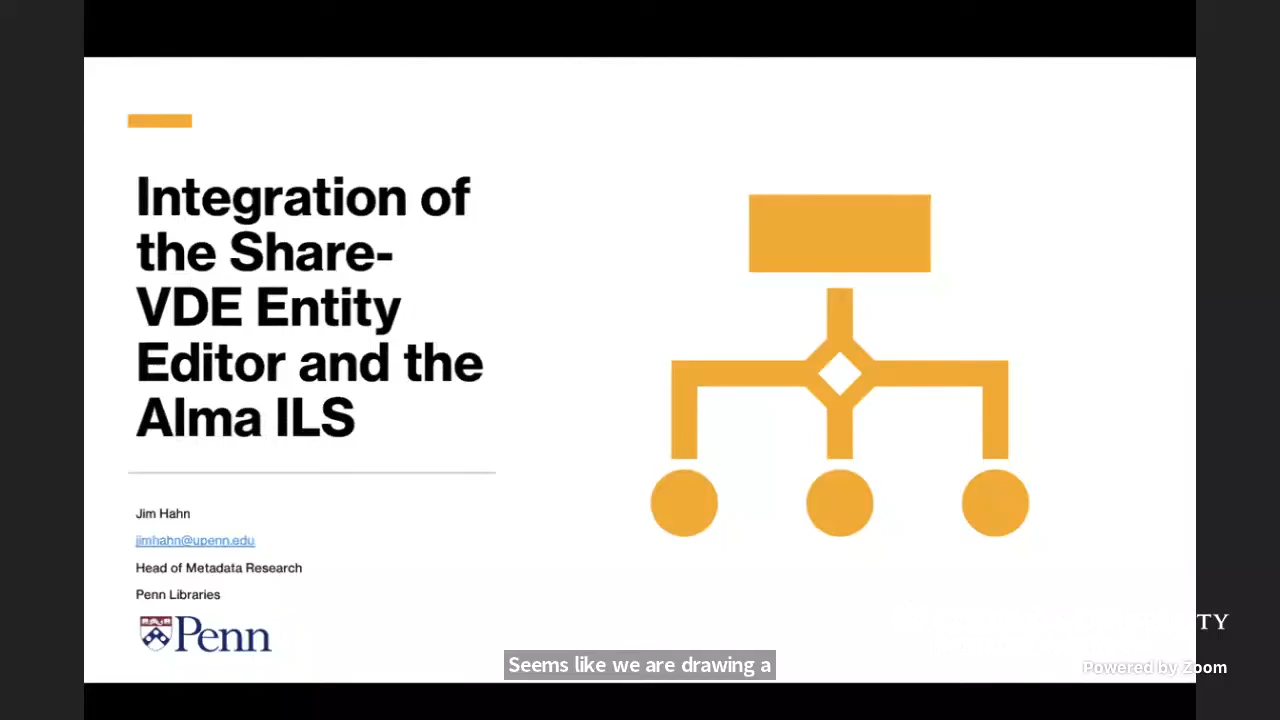 Integration of
the Share-
VDE Entity
Editor and the
Alma ILS
Jim Hahn
jimhahn@upenn.edu
Head of Metadata Research
Penn Libraries
Penn
TY
Seems like we are drawing a
Powered by Zoom